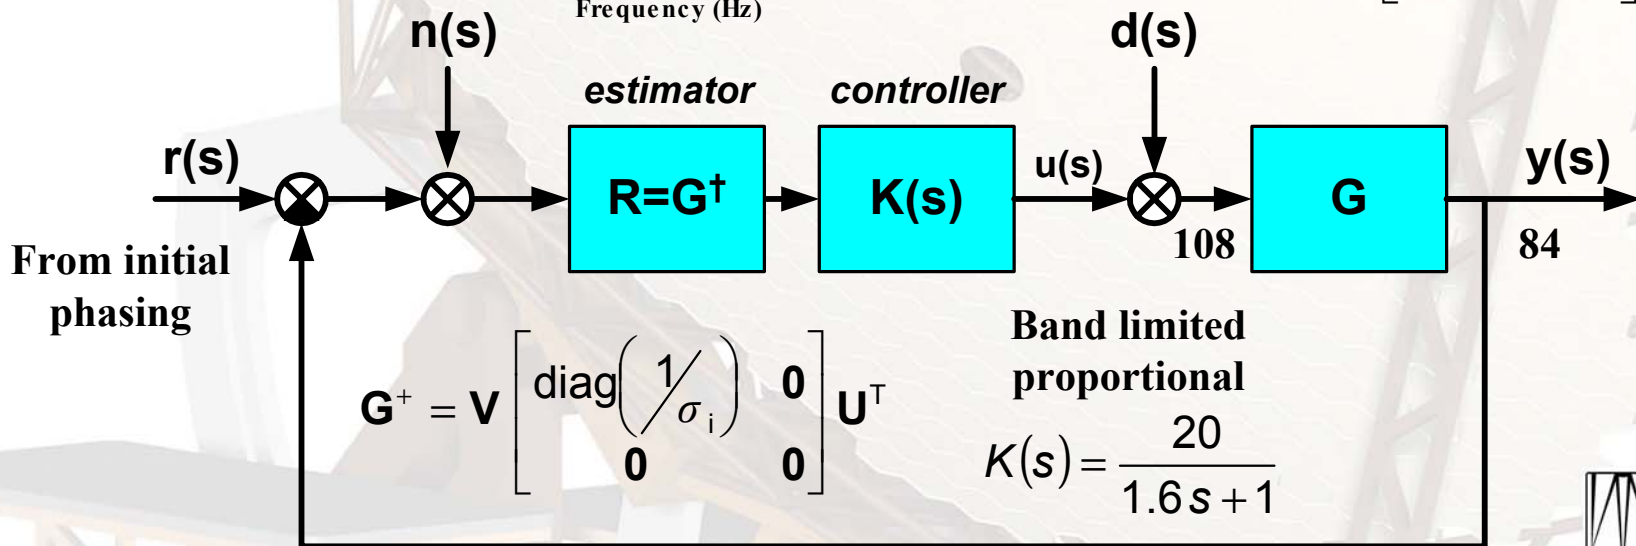 Frequency (Hz)
n(s)
d(s)
estimator
controller
r(s)
R=G†
K(s)
u(s)
G
y(s)
108
84
From initial
phasing
Band limited
proportional
G⁺ = V [ diag(1/σᵢ) 0
0 0 ] Uᵀ
K(s) = 20
1.6s+1